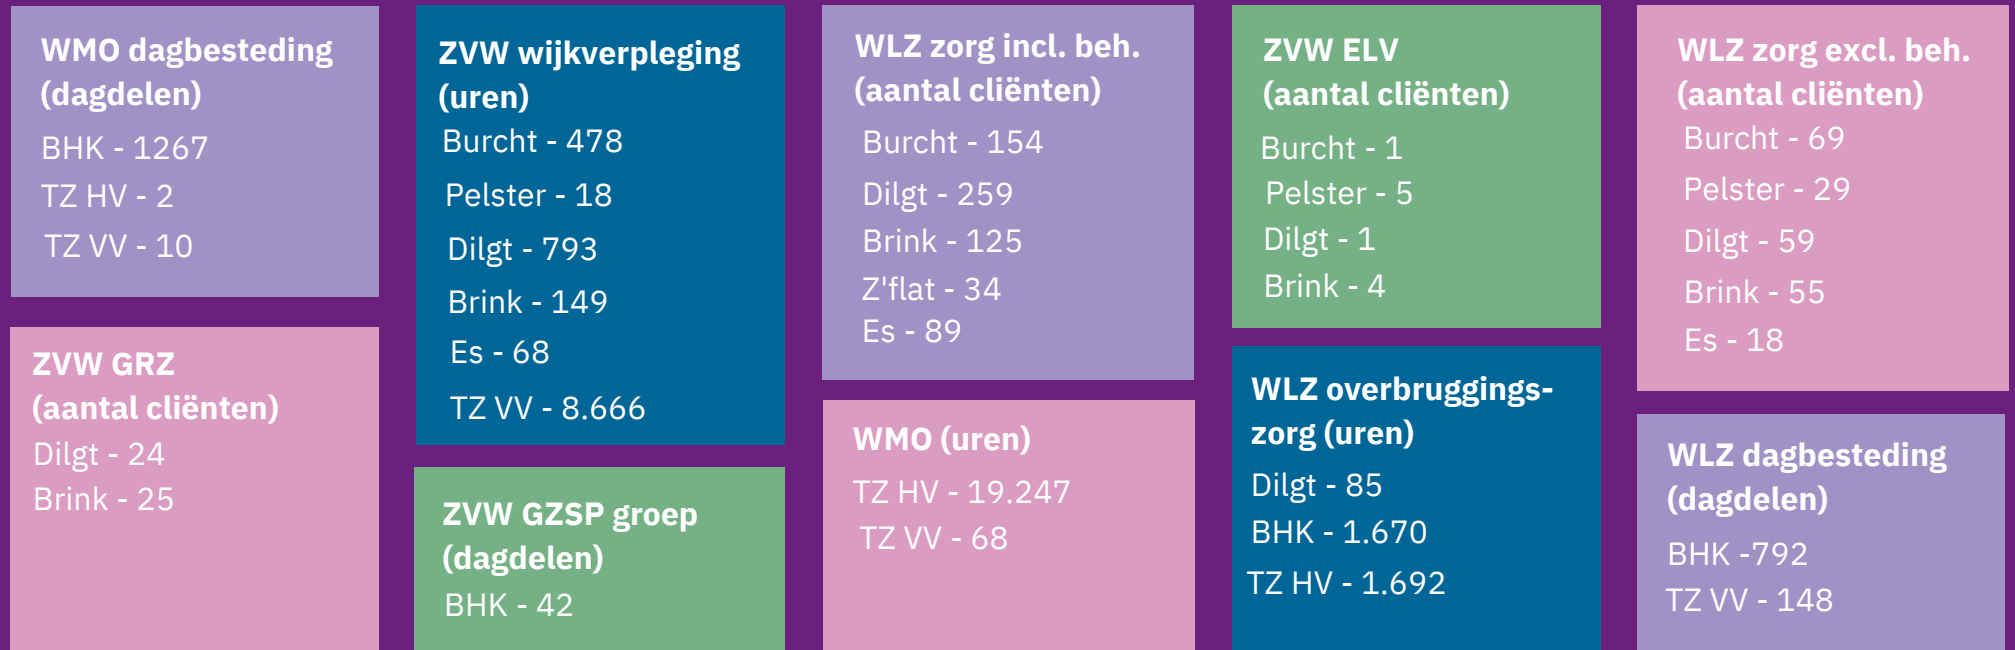 WMO dagbesteding
(dagdelen)
BHK - 1267
TZ HV - 2
TZ VV - 10
ZVW GRZ
(aantal cliënten)
Dilgt - 24
Brink - 25
ZVW wijkverpleging
(uren)
Burcht - 478
Pelster - 18
Dilgt - 793
Brink - 149
Es - 68
TZ VV - 8.666
ZVW GZSP groep
(dagdelen)
BHK - 42
WLZ zorg incl. beh.
(aantal cliënten)
Burcht - 154
Dilgt - 259
Brink - 125
Z'flat - 34
Es - 89
WMO (uren)
TZ HV - 19.247
TZ VV - 68
ZVW ELV
(aantal cliënten)
Burcht - 1
Pelster - 5
Dilgt - 1
Brink - 4
WLZ overbruggings-
zorg (uren)
Dilgt - 85
BHK - 1.670
TZ HV - 1.692
WLZ zorg excl. beh.
(aantal cliënten)
Burcht - 69
Pelster - 29
Dilgt - 59
Brink - 55
Es - 18
WLZ dagbesteding
(dagdelen)
BHK -792
TZ VV - 148